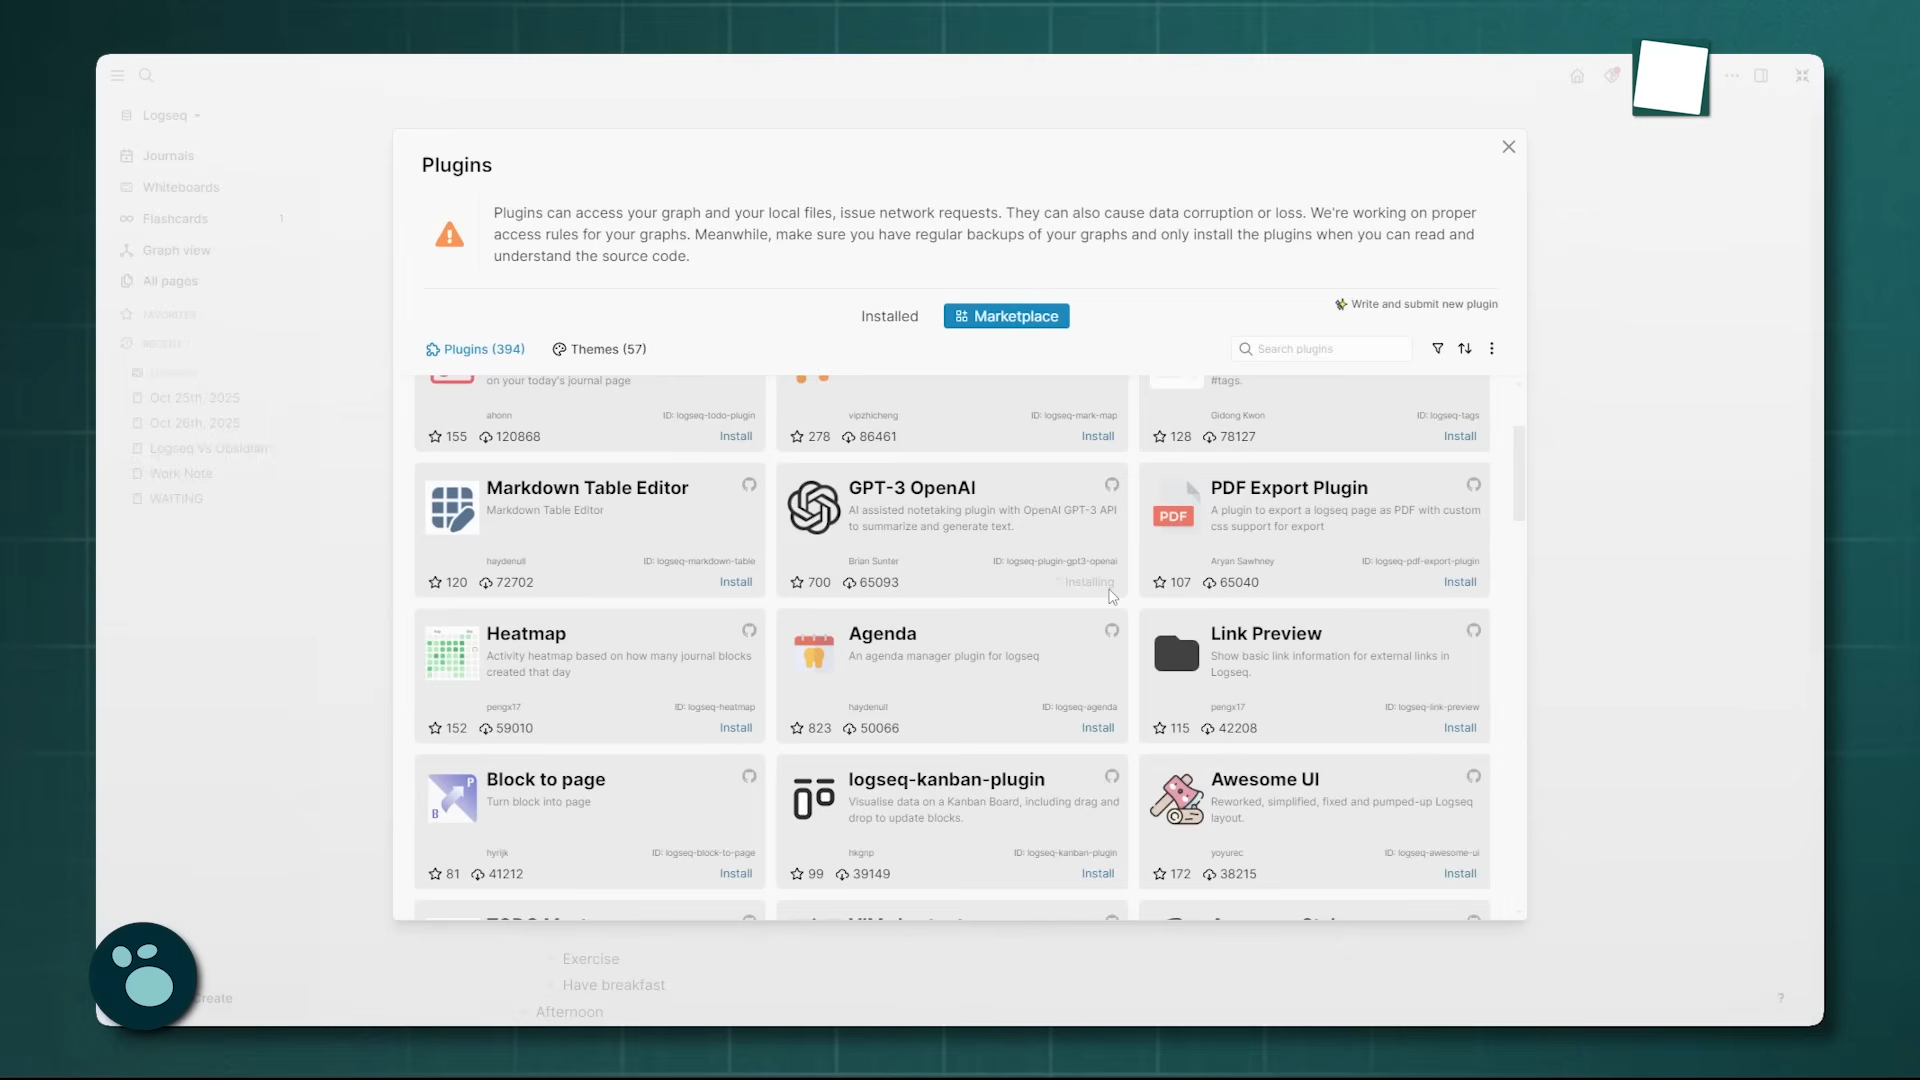 Logseq
Journals
Whiteboards
Flashcards 1
Graph view
All pages
FAVORITES
RECENT
Oct 25th, 2025
Oct 26th, 2025
Logseq Vs Obsidian
Work Note
WAITING
Create
Plugins
Plugins can access your graph and your local files, issue network requests. They can also cause data corruption or loss. We're working on proper
access rules for your graphs. Meanwhile, make sure you have regular backups of your graphs and only install the plugins when you can read and
understand the source code.
Write and submit new plugin
Installed Marketplace
Plugins (394) Themes (57) Search plugins
on your today's journal page
#tags.
ahonn ID: logseq-todo-plugin
vipzhicheng ID: logseq-mark-map
Gidong Kwon ID: logseq-tags
155 120868 Install
278 86461 Install
128 78127 Install
Markdown Table Editor
Markdown Table Editor
haydenull ID: logseq-markdown-table
120 72702 Install
GPT-3 OpenAI
AI assisted notetaking plugin with OpenAI GPT-3 API
to summarize and generate text.
Brian Sunter ID: logseq-plugin-gpt3-openai
700 65093 Installing
PDF
PDF Export Plugin
A plugin to export a logseq page as PDF with custom
css support for export
Aryan Sawhney ID: logseq-pdf-export-plugin
107 65040 Install
Heatmap
Activity heatmap based on how many journal blocks
created that day
pengx17 ID: logseq-heatmap
152 59010 Install
Agenda
An agenda manager plugin for logseq
haydenull ID: logseq-agenda
823 50066 Install
Link Preview
Show basic link information for external links in
Logseq.
pengx17 ID: logseq-link-preview
115 42208 Install
B P
Block to page
Turn block into page
hyrijk ID: logseq-block-to-page
81 41212 Install
logseq-kanban-plugin
Visualise data on a Kanban Board, including drag and
drop to update blocks.
hkgnp ID: logseq-kanban-plugin
99 39149 Install
Awesome UI
Reworked, simplified, fixed and pumped-up Logseq
layout.
yoyurec ID: logseq-awesome-ui
172 38215 Install
Exercise
Have breakfast
Afternoon
?